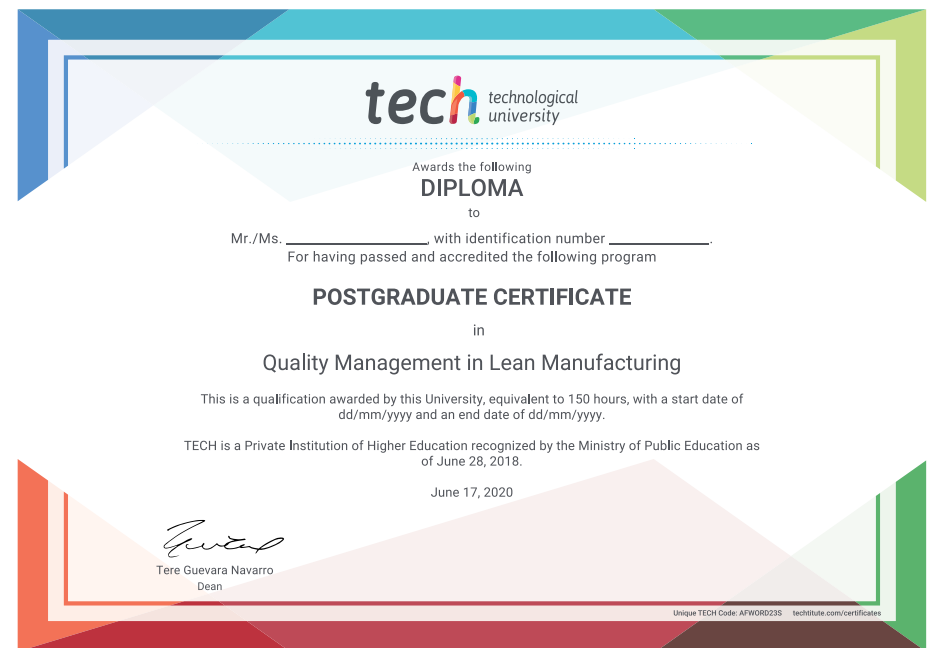 tech technological
university
Awards the following
DIPLOMA
to
Mr./Ms. ____________________, with identification number ______________.
For having passed and accredited the following program
POSTGRADUATE CERTIFICATE
in
Quality Management in Lean Manufacturing
This is a qualification awarded by this University, equivalent to 150 hours, with a start date of
dd/mm/yyyy and an end date of dd/mm/yyyy.
TECH is a Private Institution of Higher Education recognized by the Ministry of Public Education as
of June 28, 2018.
June 17, 2020
Tere Guevara Navarro
Dean
Unique TECH Code: AFWORD23S techtitute.com/certificates